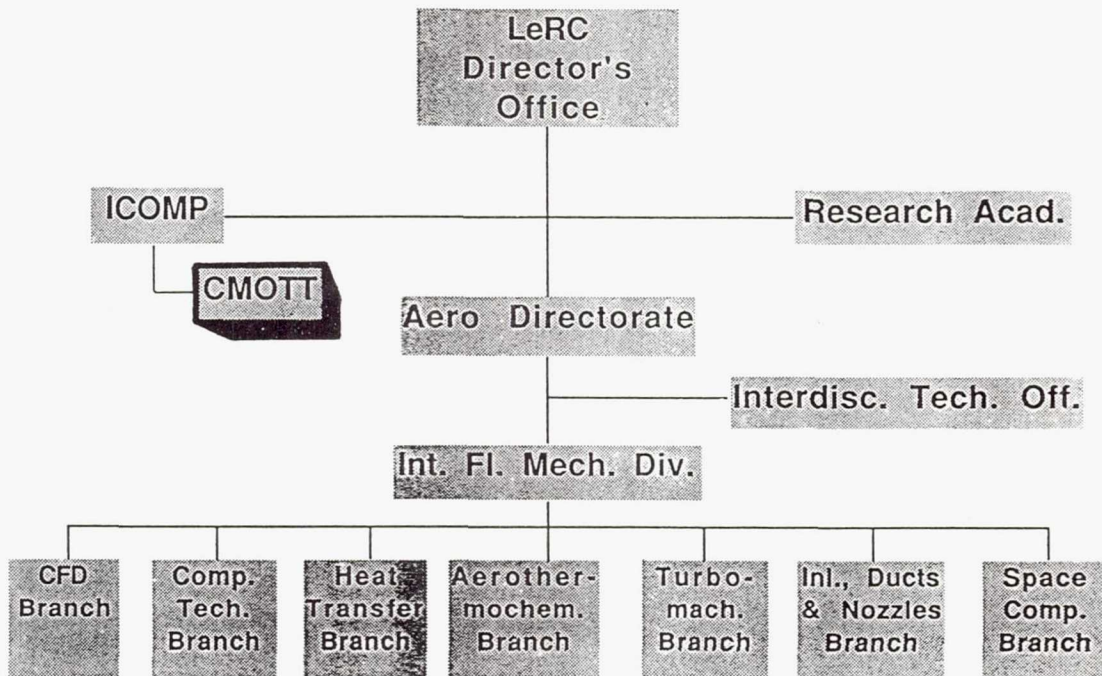 LeRC
Director's
Office
ICOMP
Research Acad.
CMOTT
Aero Directorate
Interdisc. Tech. Off.
Int. Fl. Mech. Div.
CFD
Branch
Comp.
Tech.
Branch
Heat
Transfer
Branch
Aerother-
mochem.
Branch
Turbo-
mach.
Branch
Inl., Ducts
& Nozzles
Branch
Space
Comp.
Branch